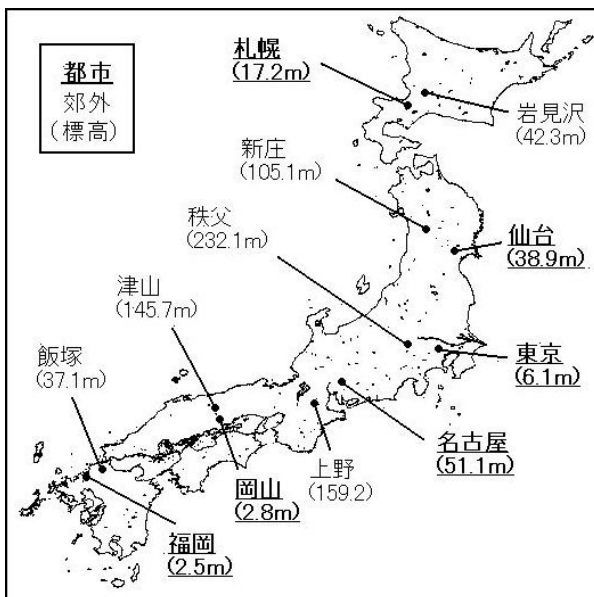 都市
郊外
(標高)
札幌
(17.2m)
岩見沢
(42.3m)
新庄
(105.1m)
秩父
(232.1m)
仙台
(38.9m)
津山
(145.7m)
飯塚
(37.1m)
東京
(6.1m)
名古屋
(51.1m)
上野
(159.2)
岡山
(2.8m)
福岡
(2.5m)